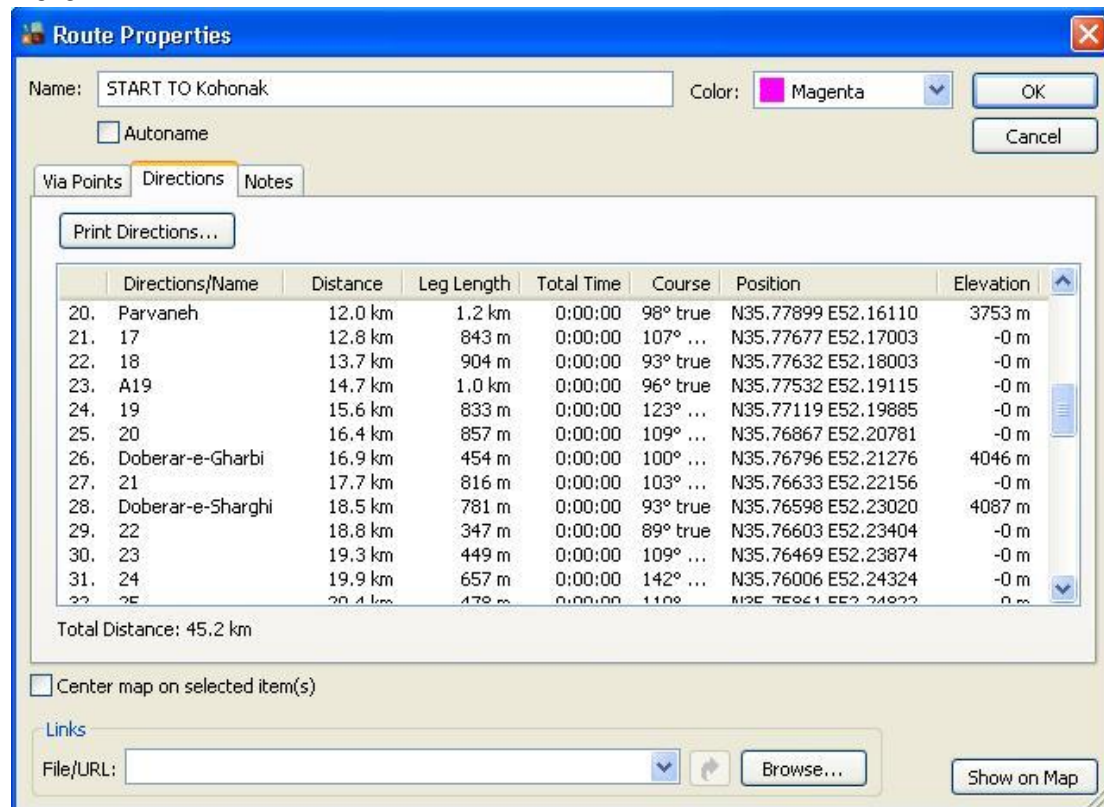 Route Properties
Name: START TO Kohonak Color: Magenta OK
Autoname Cancel
Via Points Directions Notes
Print Directions...
Directions/Name Distance Leg Length Total Time Course Position Elevation
20. Parvaneh 12.0 km 1.2 km 0:00:00 98° true N35.77899 E52.16110 3753 m
21. 17 12.8 km 843 m 0:00:00 107° ... N35.77677 E52.17003 -0 m
22. 18 13.7 km 904 m 0:00:00 93° true N35.77632 E52.18003 -0 m
23. A19 14.7 km 1.0 km 0:00:00 96° true N35.77532 E52.19115 -0 m
24. 19 15.6 km 833 m 0:00:00 123° ... N35.77119 E52.19885 -0 m
25. 20 16.4 km 857 m 0:00:00 109° ... N35.76867 E52.20781 -0 m
26. Doberar-e-Gharbi 16.9 km 454 m 0:00:00 100° ... N35.76796 E52.21276 4046 m
27. 21 17.7 km 816 m 0:00:00 103° ... N35.76633 E52.22156 -0 m
28. Doberar-e-Sharghi 18.5 km 781 m 0:00:00 93° true N35.76598 E52.23020 4087 m
29. 22 18.8 km 347 m 0:00:00 89° true N35.76603 E52.23404 -0 m
30. 23 19.3 km 449 m 0:00:00 109° ... N35.76469 E52.23874 -0 m
31. 24 19.9 km 657 m 0:00:00 142° ... N35.76006 E52.24324 -0 m
Total Distance: 45.2 km
Center map on selected item(s)
Links
File/URL: Browse... Show on Map